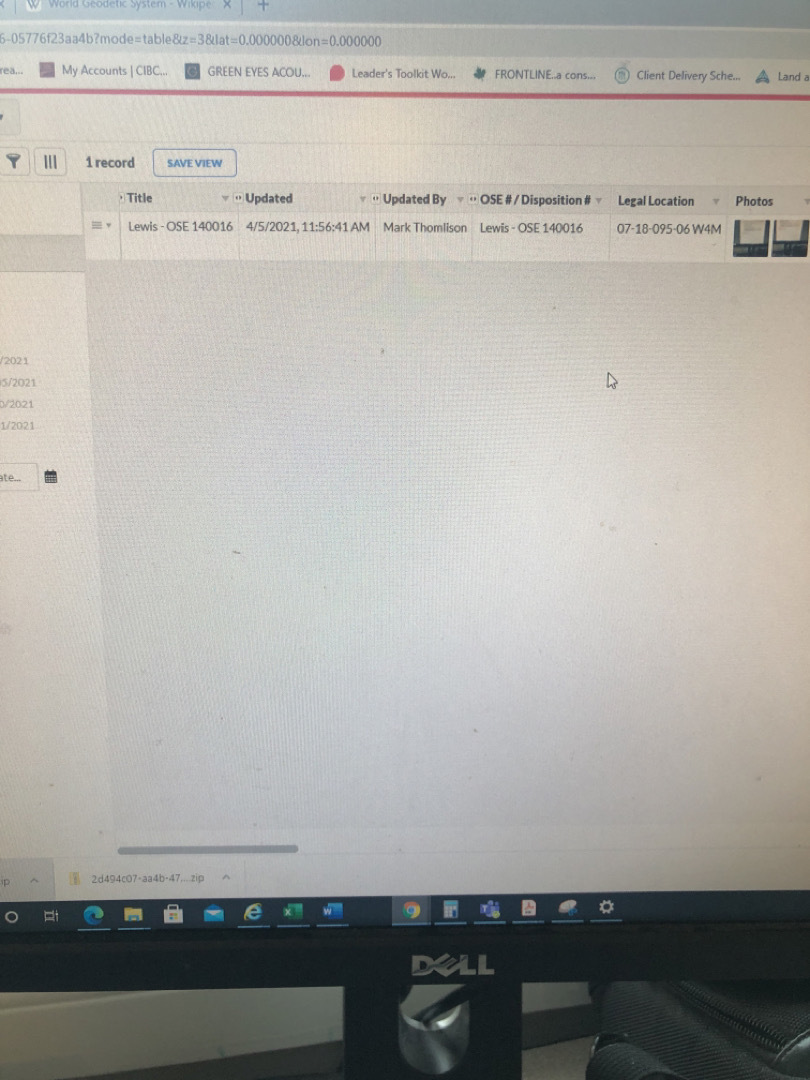 World Geodetic System - Wikipe
6-05776f23aa4b?mode=table&z=3&lat=0.000000&lon=0.000000
rea... My Accounts | CIBC... GREEN EYES ACOU... Leader's Toolkit Wo... FRONTLINE..a cons... Client Delivery Sche... Land a
1 record SAVE VIEW
Title Updated Updated By OSE # / Disposition # Legal Location Photos
Lewis - OSE 140016 4/5/2021, 11:56:41 AM Mark Thomlison Lewis - OSE 140016 07-18-095-06 W4M
/2021
05/2021
0/2021
1/2021
ate...
ip 2d494c07-aa4b-47....zip
DELL